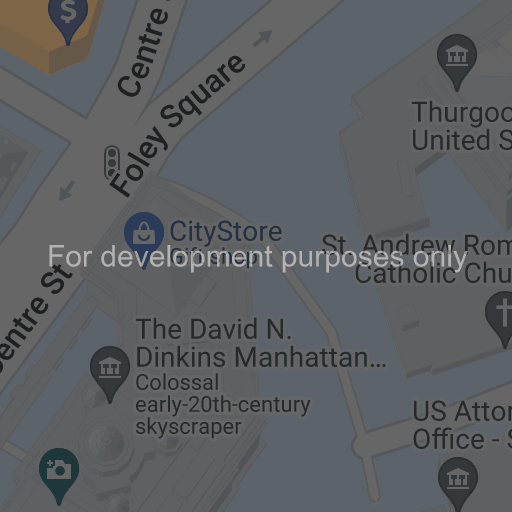 $
Centre S
Foley Square
Thurgoo
United S
CityStore
For development purposes only
St. Andrew Rom
Catholic Chu
Centre St
The David N.
Dinkins Manhattan...
Colossal
early-20th-century
skyscraper
US Attor
Office - S